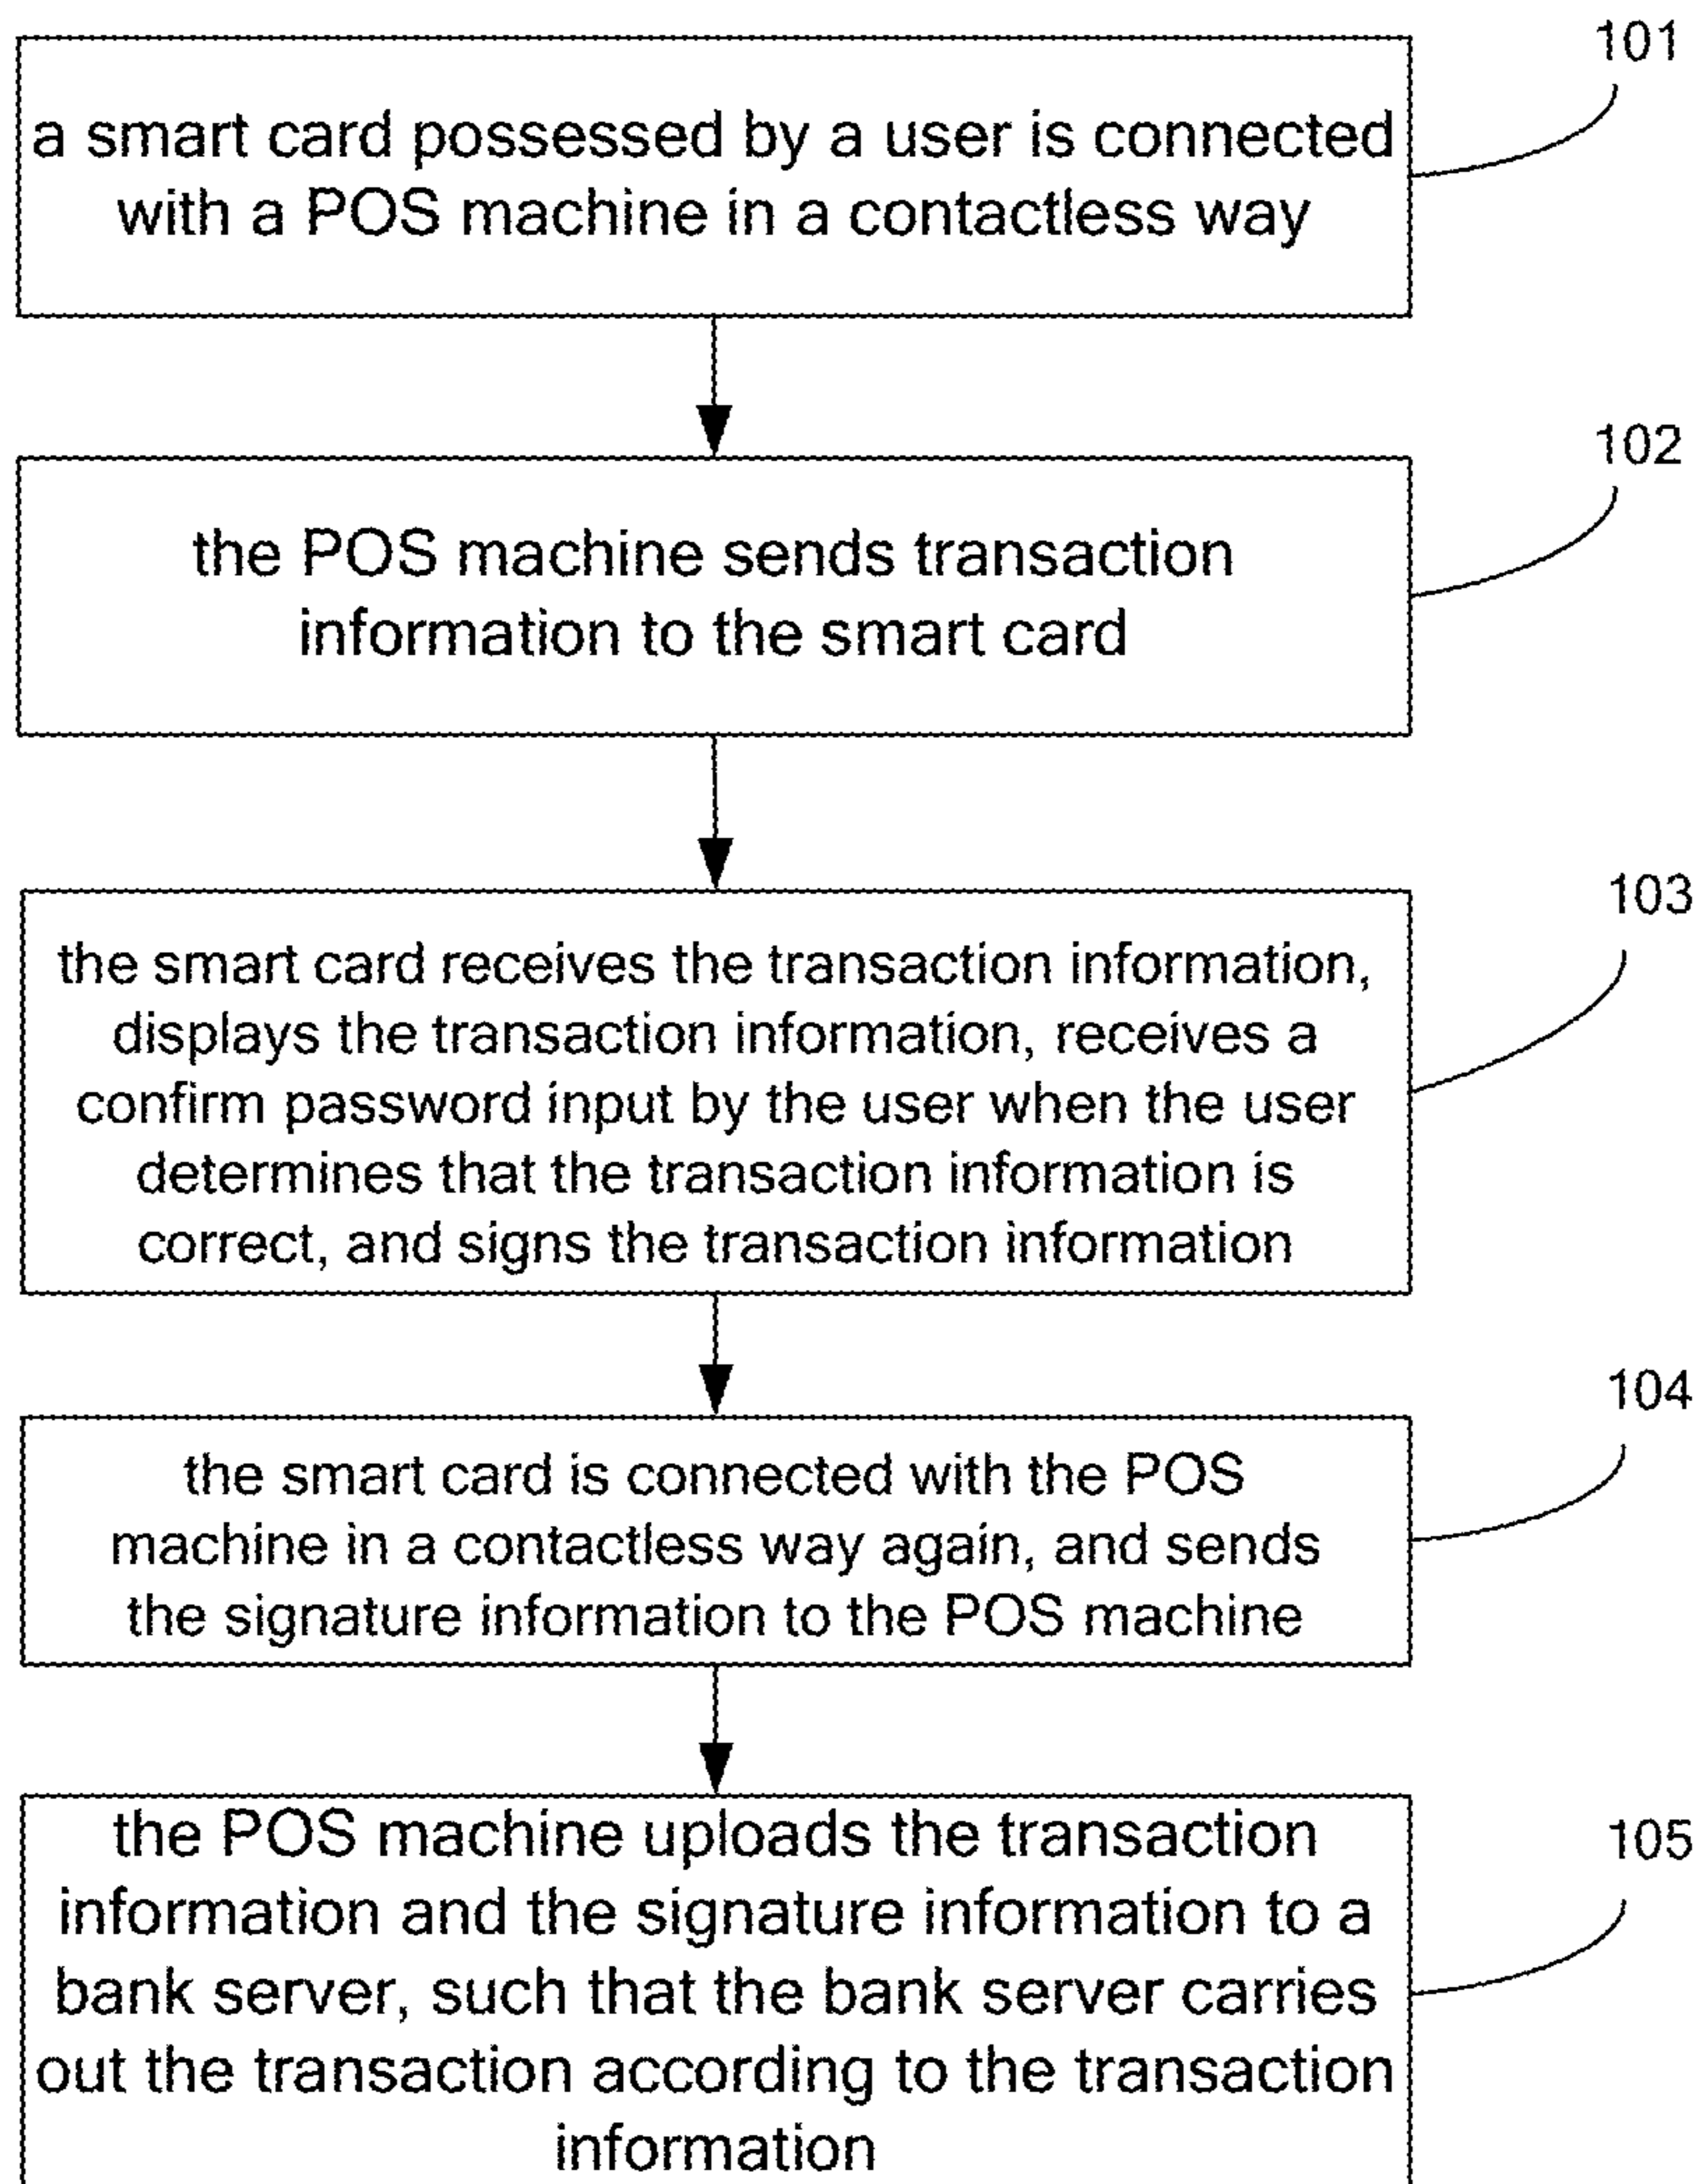 101
a smart card possessed by a user is connected
with a POS machine in a contactless way
102
the POS machine sends transaction
information to the smart card
103
the smart card receives the transaction information,
displays the transaction information, receives a
confirm password input by the user when the user
determines that the transaction information is
correct, and signs the transaction information
104
the smart card is connected with the POS
machine in a contactless way again, and sends
the signature information to the POS machine
105
the POS machine uploads the transaction
information and the signature information to a
bank server, such that the bank server carries
out the transaction according to the transaction
information